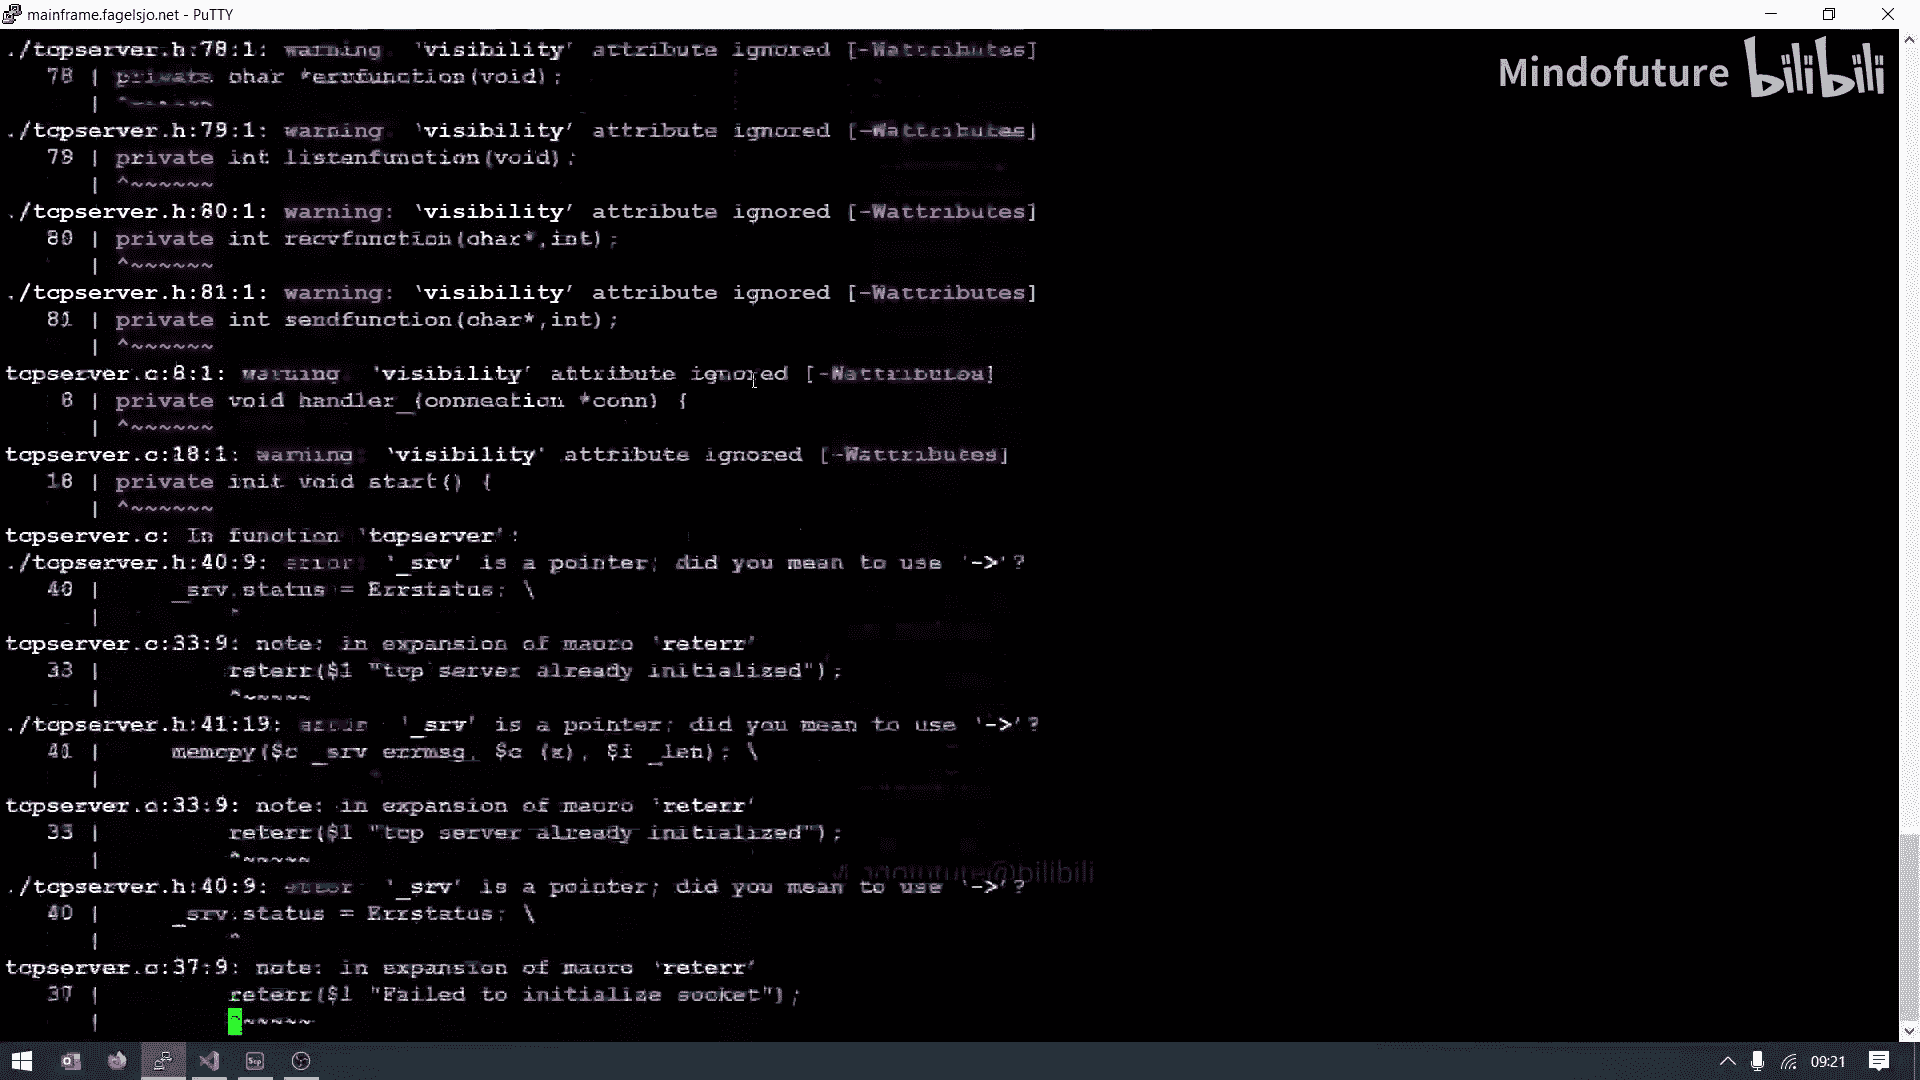 mainframe.fagelsjo.net - PuTTY
Mindofuture bilibili
./tcpserver.h:78:1: warning: 'visibility' attribute ignored [-Wattributes]
78 | private char *errfunction(void);
| ^~~~~~~
./tcpserver.h:79:1: warning: 'visibility' attribute ignored [-Wattributes]
79 | private int listenfunction(void);
| ^~~~~~~
./tcpserver.h:80:1: warning: 'visibility' attribute ignored [-Wattributes]
80 | private int recvfunction(char*,int);
| ^~~~~~~
./tcpserver.h:81:1: warning: 'visibility' attribute ignored [-Wattributes]
81 | private int sendfunction(char*,int);
| ^~~~~~~
tcpserver.c:8:1: warning: 'visibility' attribute ignored [-Wattributes]
8 | private void handler_(connection *conn) {
| ^~~~~~~
tcpserver.c:18:1: warning: 'visibility' attribute ignored [-Wattributes]
18 | private init void start() {
| ^~~~~~~
tcpserver.c: In function 'tcpserver':
./tcpserver.h:40:9: error: '_srv' is a pointer; did you mean to use '->'?
40 | _srv.status = Errstatus; \
| ^
tcpserver.c:33:9: note: in expansion of macro 'reterr'
33 | reterr($1 "tcp server already initialized");
| ^~~~~~
./tcpserver.h:41:19: error: '_srv' is a pointer; did you mean to use '->'?
41 | memcpy($c _srv.errmsg, $c (x), $i _len); \
| ^
tcpserver.c:33:9: note: in expansion of macro 'reterr'
33 | reterr($1 "tcp server already initialized");
| ^~~~~~
./tcpserver.h:40:9: error: '_srv' is a pointer; did you mean to use '->'?
40 | _srv.status = Errstatus; \
| ^
tcpserver.c:37:9: note: in expansion of macro 'reterr'
37 | reterr($1 "Failed to initialize socket");
| ^~~~~~
09:21